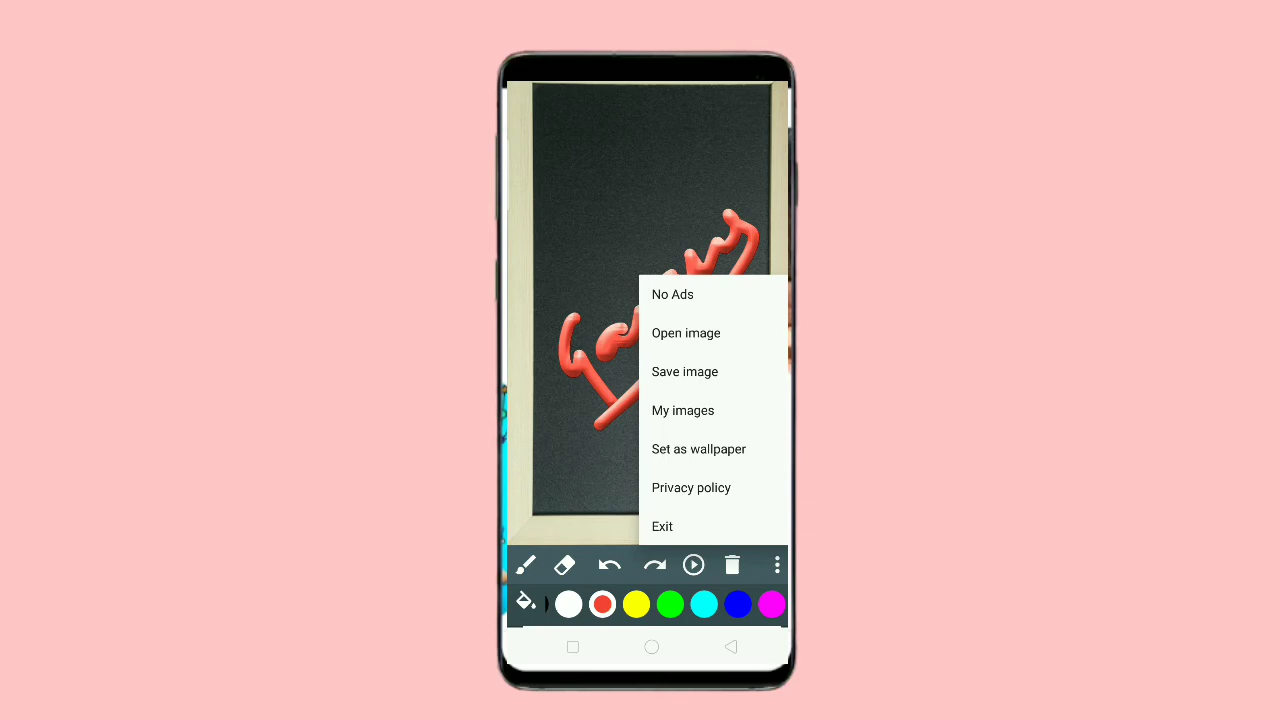 No Ads
Open image
Save image
My images
Set as wallpaper
Privacy policy
Exit